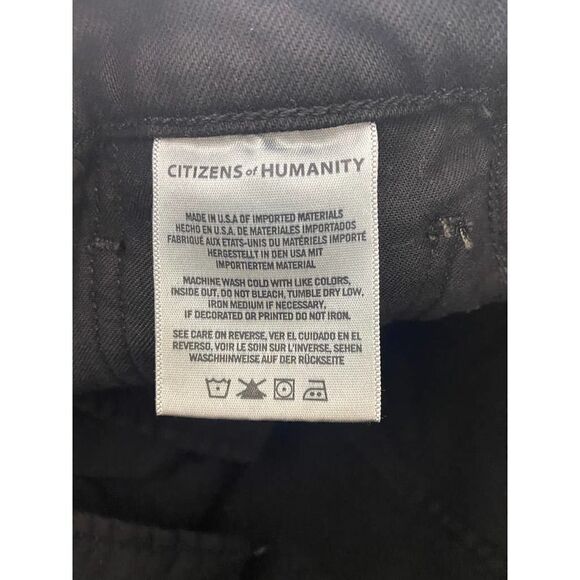 CITIZENS of HUMANITY
MADE IN U.S.A OF IMPORTED MATERIALS
HECHO EN U.S.A. DE MATERIALES IMPORTADOS
FABRIQUÉ AUX ETATS-UNIS DU MATÉRIELS IMPORTÉ
HERGESTELLT IN DEN USA MIT
IMPORTIERTEM MATERIAL
MACHINE WASH COLD WITH LIKE COLORS,
INSIDE OUT. DO NOT BLEACH, TUMBLE DRY LOW.
IRON MEDIUM IF NECESSARY,
IF DECORATED OR PRINTED DO NOT IRON.
SEE CARE ON REVERSE, VER EL CUIDADO EN EL
REVERSO, VOIR LE SOIN SUR L'INVERSE, SEHEN
WASCHHINWEISE AUF DER RÜCKSEITE